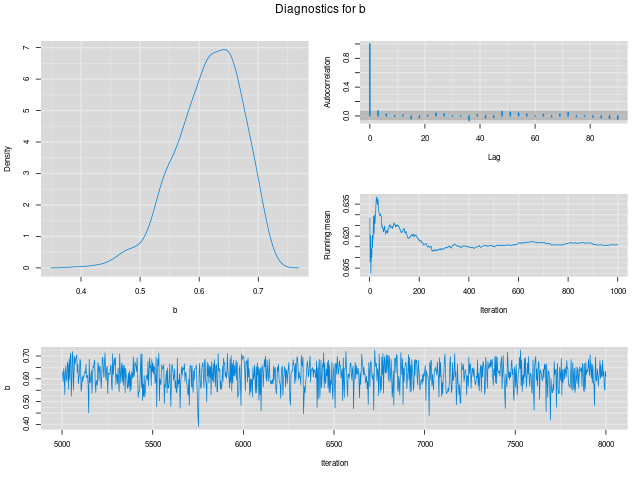 Diagnostics for b
Density
0 1 2 3 4 5 6 7
0.4 0.5 0.6 0.7
b
Autocorrelation
0.0 0.4 0.8
0 20 40 60 80
Lag
Running mean
0.605 0.620 0.635
0 200 400 600 800 1000
Iteration
b
0.40 0.50 0.60 0.70
5000 5500 6000 6500 7000 7500 8000
Iteration